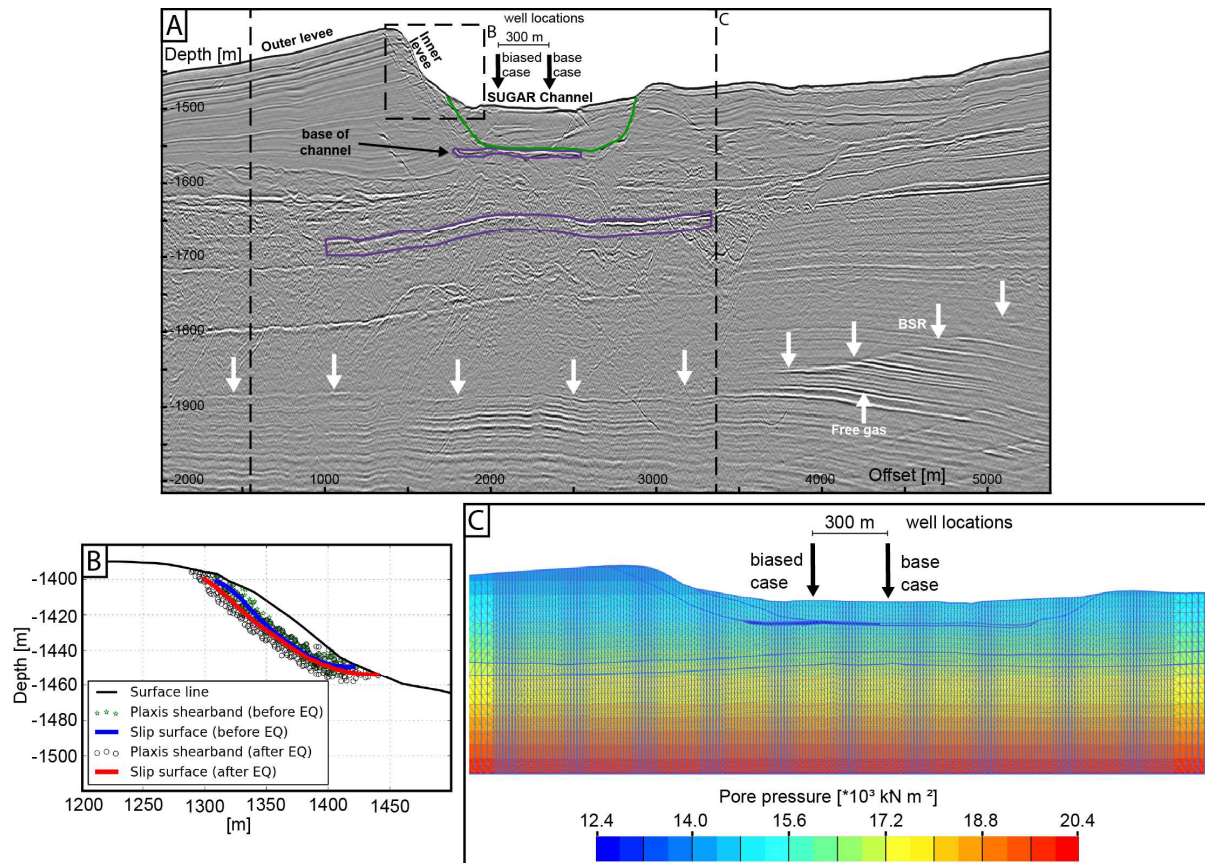 A
well locations
B
300 m
C
Depth [m]
Outer levee
Inner
levee
biased
case
base
case
SUGAR Channel
-1500
base of
channel
-1600
-1700
-1800
BSR
-1900
Free gas
-2000
1000
2000
3000
4000
Offset [m]
5000
B
Depth [m]
-1400
-1420
-1440
-1460
-1480
-1500
Surface line
Plaxis shearband (before EQ)
Slip surface (before EQ)
Plaxis shearband (after EQ)
Slip surface (after EQ)
1200
1250
1300
1350
1400
1450
[m]
C
300 m
well locations
biased
case
base
case
Pore pressure [*10³ kN m ²]
12.4
14.0
15.6
17.2
18.8
20.4